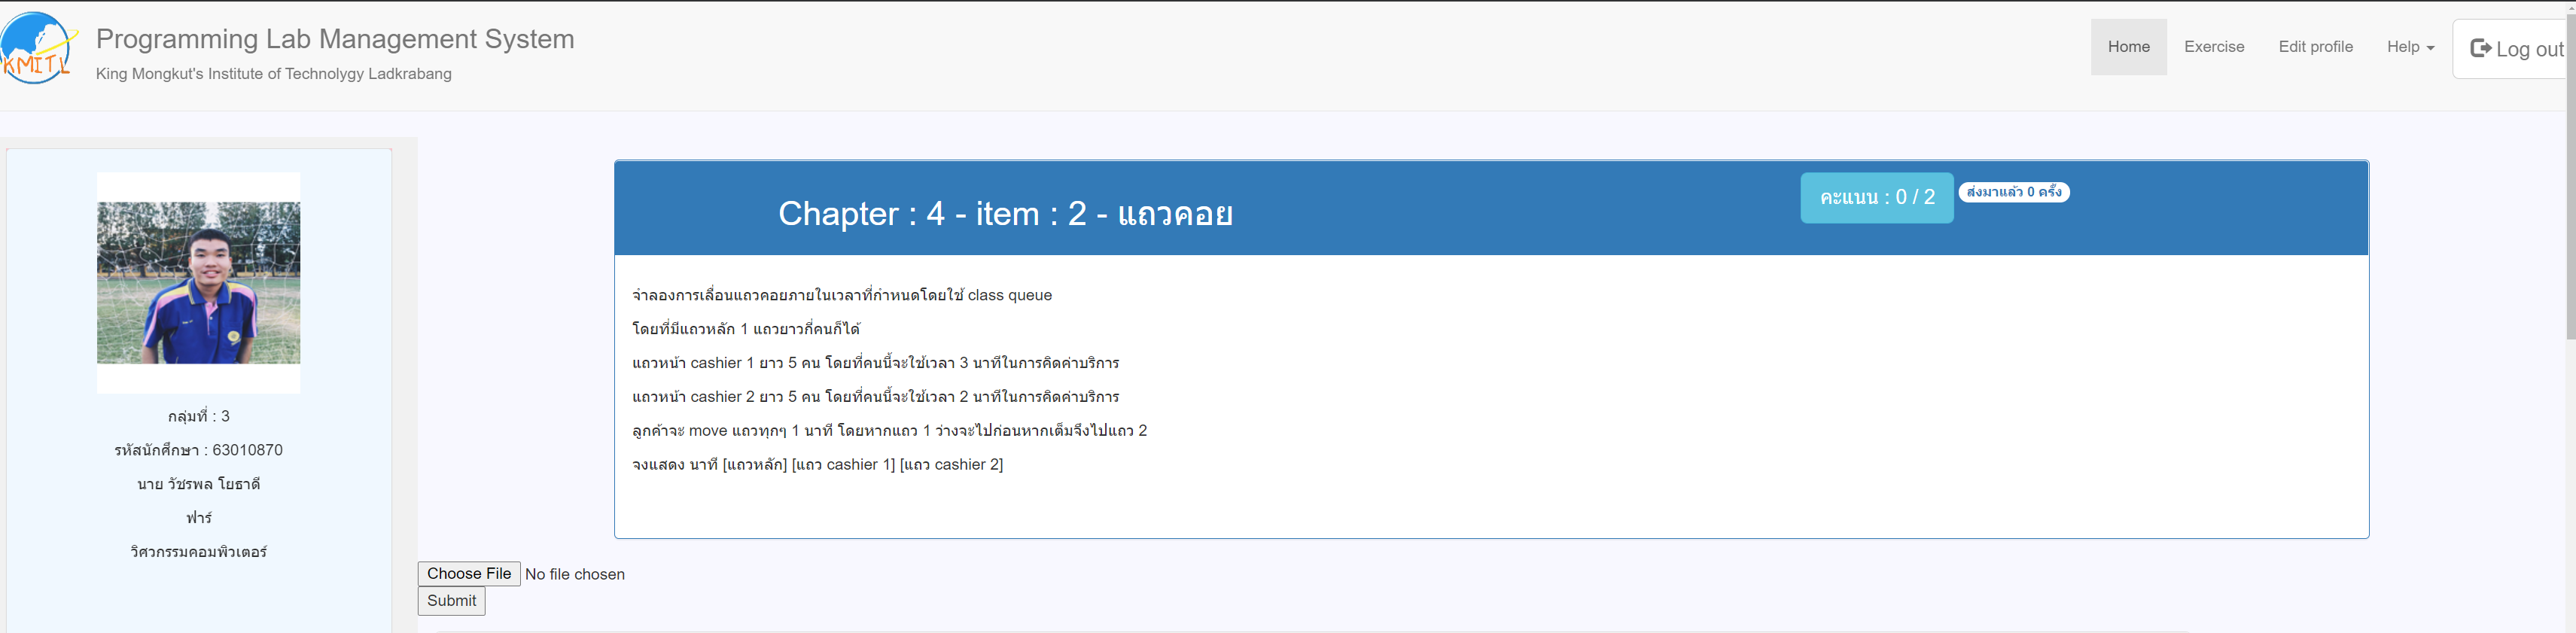 KMITL
Programming Lab Management System
King Mongkut's Institute of Technolygy Ladkrabang
Home
Exercise
Edit profile
Help
Log out
กลุ่มที่ : 3
รหัสนักศึกษา : 63010870
นาย วัชรพล โยธาดี
ฟาร์
วิศวกรรมคอมพิวเตอร์
Chapter : 4 - item : 2 - แถวคอย
คะแนน : 0 / 2
ส่งมาแล้ว 0 ครั้ง
จำลองการเลื่อนแถวคอยภายในเวลาที่กำหนดโดยใช้ class queue
โดยที่มีแถวหลัก 1 แถวยาวกี่คนก็ได้
แถวหน้า cashier 1 ยาว 5 คน โดยที่คนนี้จะใช้เวลา 3 นาทีในการคิดค่าบริการ
แถวหน้า cashier 2 ยาว 5 คน โดยที่คนนี้จะใช้เวลา 2 นาทีในการคิดค่าบริการ
ลูกค้าจะ move แถวทุกๆ 1 นาที โดยหากแถว 1 ว่างจะไปก่อนหากเต็มจึงไปแถว 2
จงแสดง นาที [แถวหลัก] [แถว cashier 1] [แถว cashier 2]
Choose File No file chosen
Submit